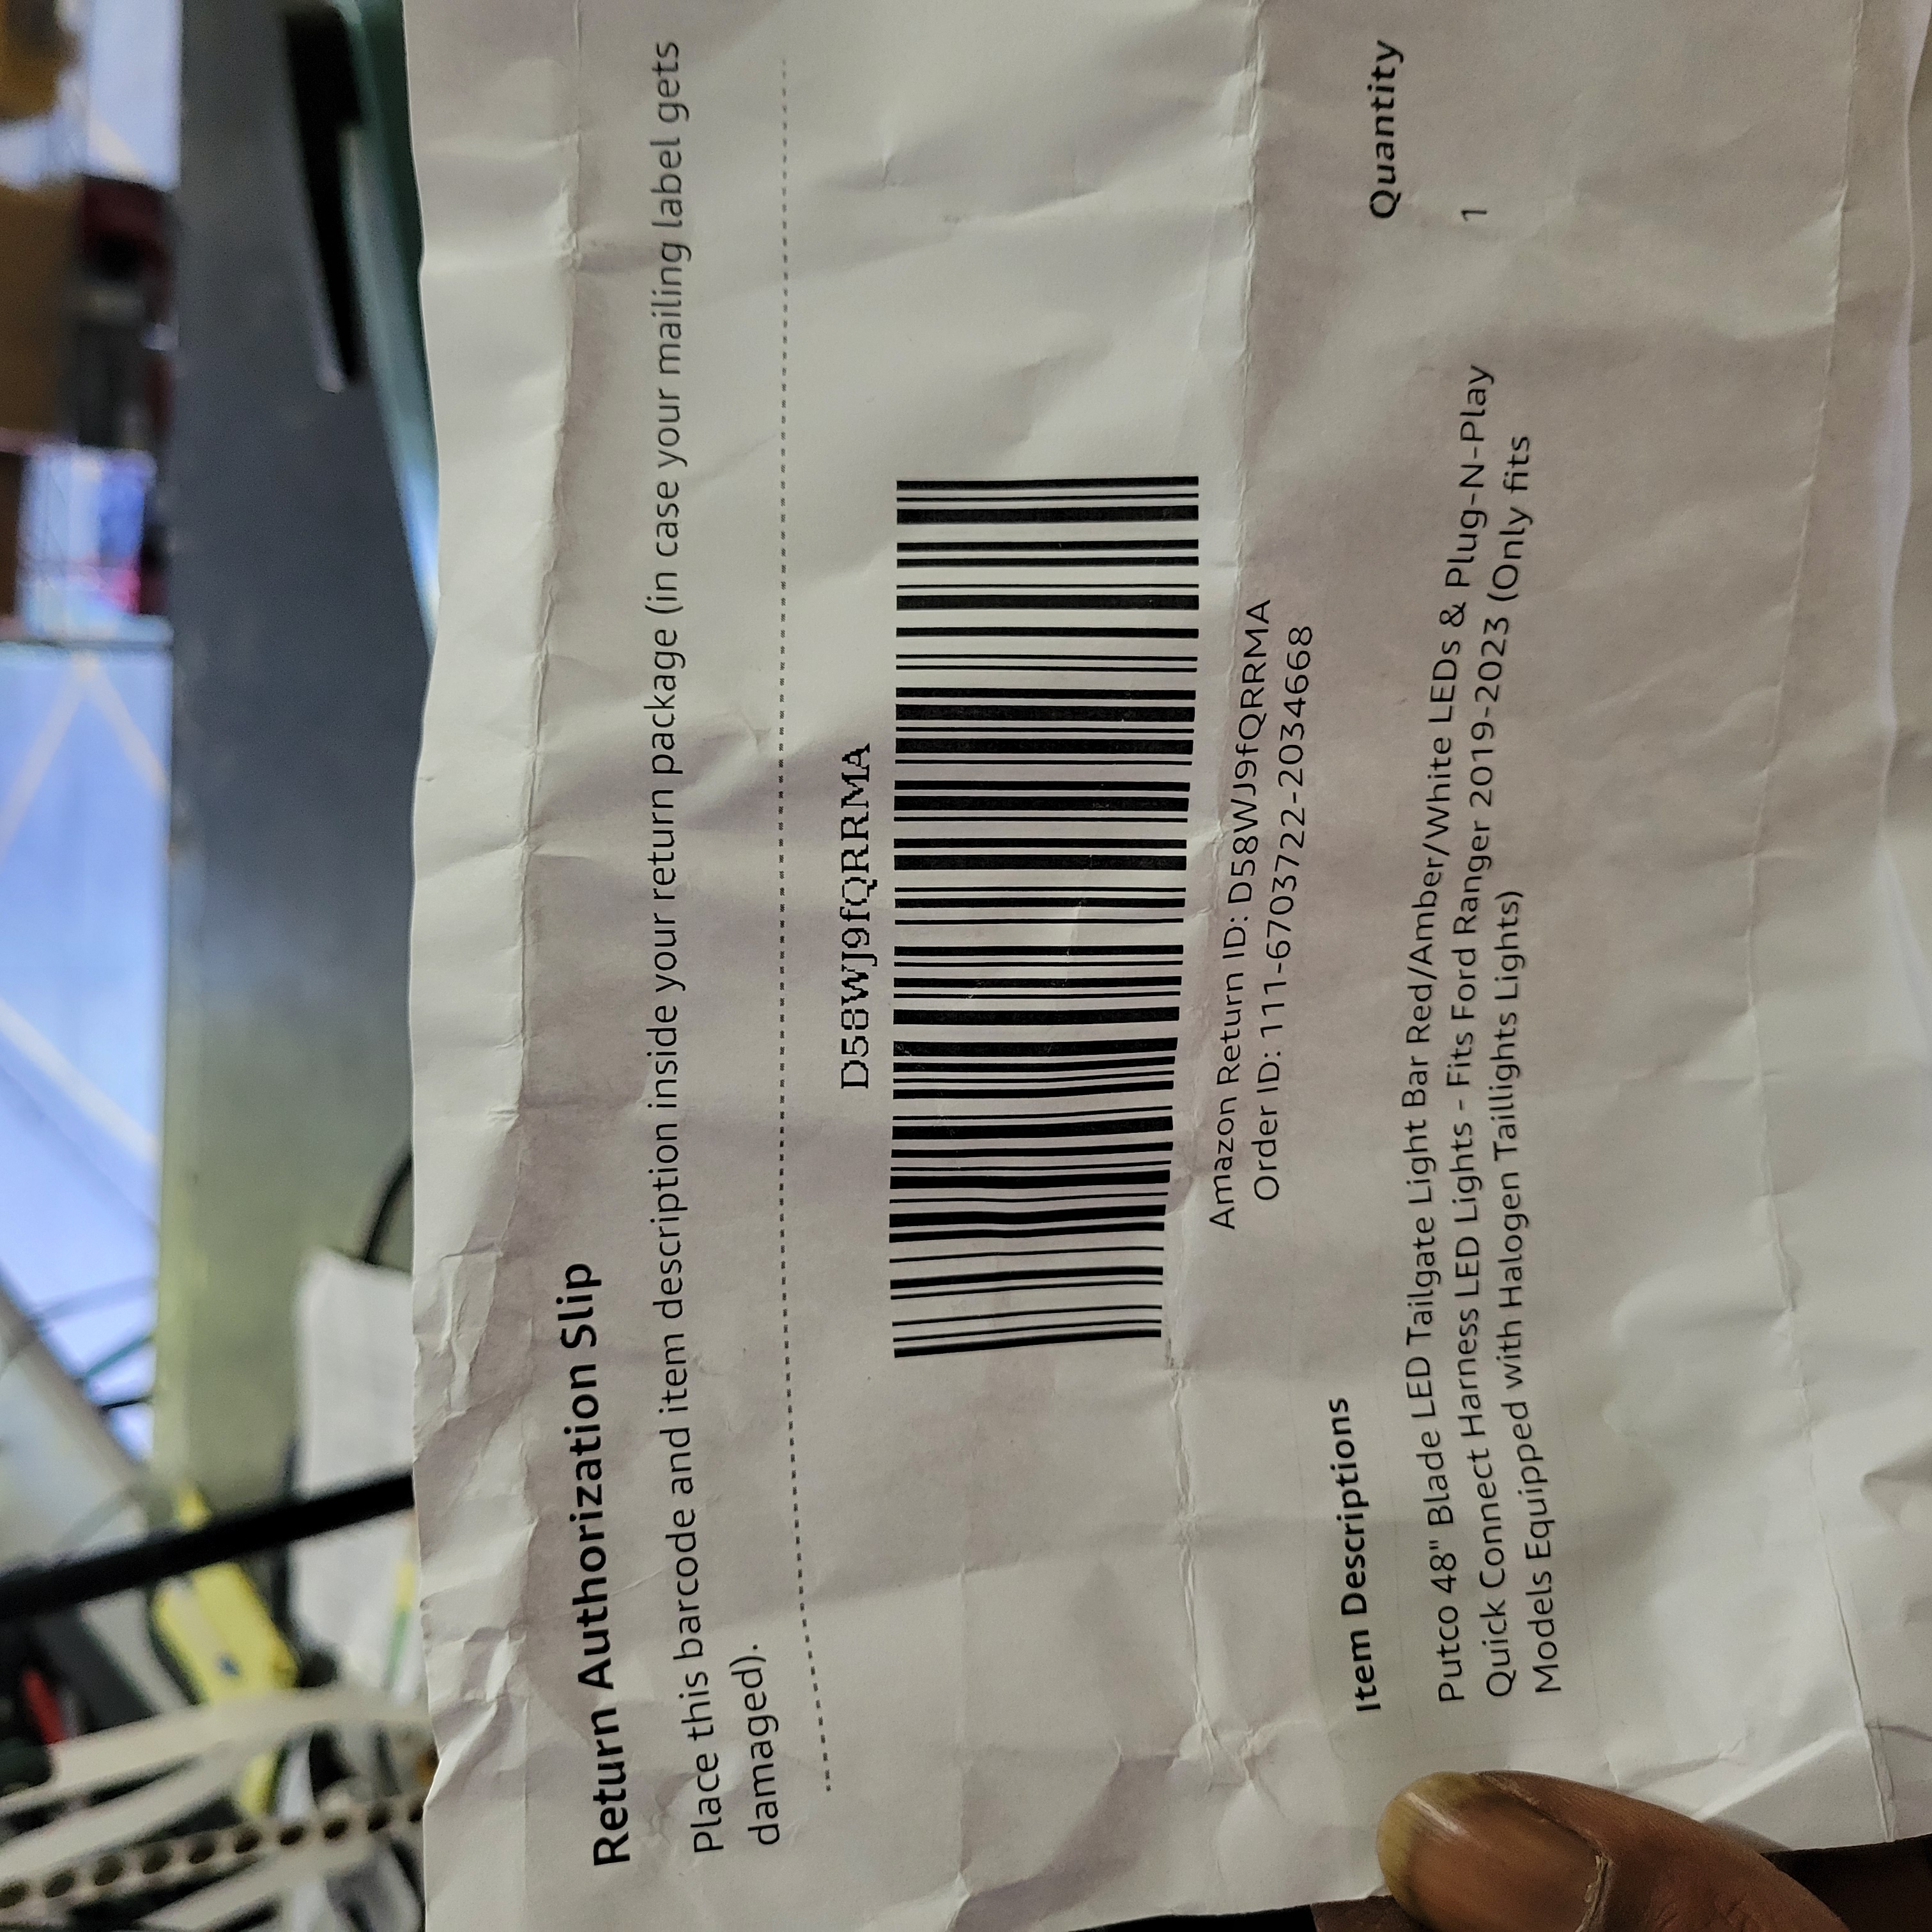 Return Authorization Slip
Place this barcode and item description inside your return package (in case your mailing label gets
damaged).
D58WJ9fQRRMA
Amazon Return ID: D58WJ9fQRRMA
Order ID: 111-6703722-2034668
Item Descriptions
Quantity
Putco 48" Blade LED Tailgate Light Bar Red/Amber/White LEDs & Plug-N-Play
1
Quick Connect Harness LED Lights - Fits Ford Ranger 2019-2023 (Only fits
Models Equipped with Halogen Taillights Lights)